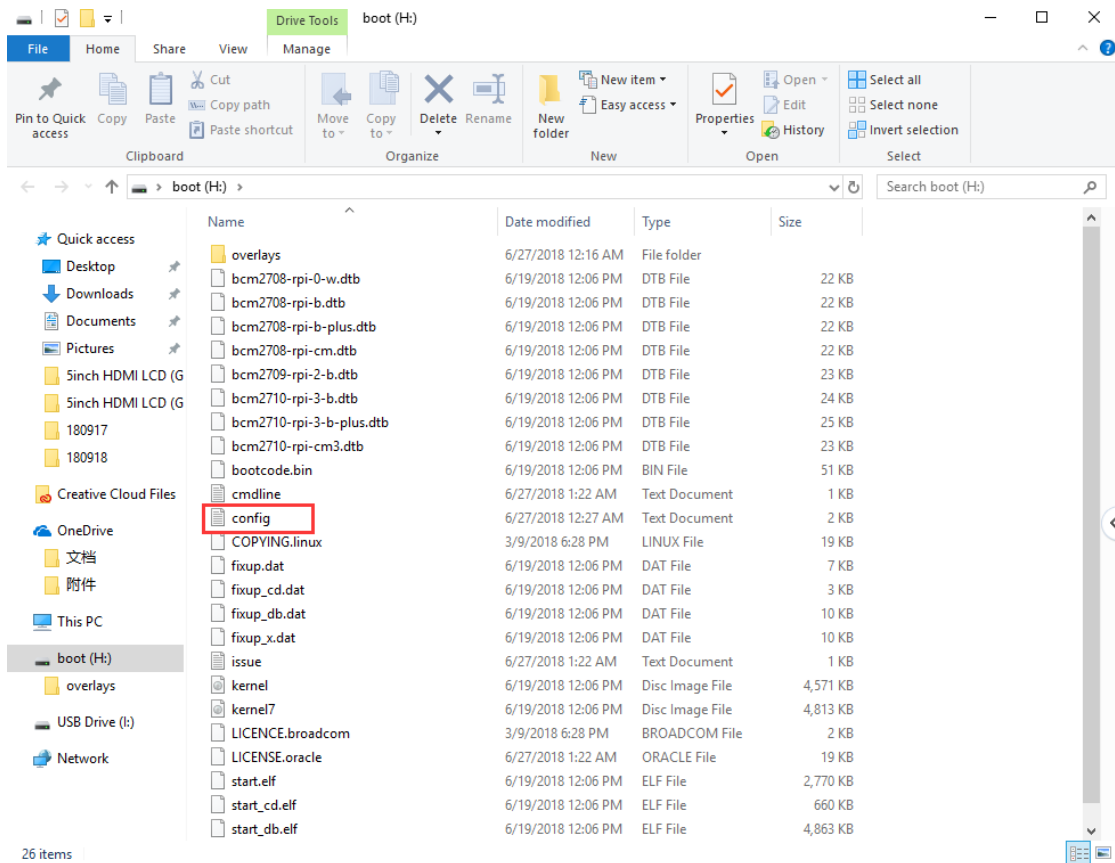 Drive Tools boot (H:)
File Home Share View Manage
Pin to Quick access
Copy
Paste
Cut
Copy path
Paste shortcut
Move to
Copy to
Delete
Rename
New folder
New item
Easy access
Properties
Open
Edit
History
Select all
Select none
Invert selection
Clipboard Organize New Open Select
boot (H:)
Search boot (H:)
Quick access
Desktop
Downloads
Documents
Pictures
5inch HDMI LCD (G
5inch HDMI LCD (G
180917
180918
Creative Cloud Files
OneDrive
文档
附件
This PC
boot (H:)
overlays
USB Drive (I:)
Network
Name Date modified Type Size
overlays 6/27/2018 12:16 AM File folder
bcm2708-rpi-0-w.dtb 6/19/2018 12:06 PM DTB File 22 KB
bcm2708-rpi-b.dtb 6/19/2018 12:06 PM DTB File 22 KB
bcm2708-rpi-b-plus.dtb 6/19/2018 12:06 PM DTB File 22 KB
bcm2708-rpi-cm.dtb 6/19/2018 12:06 PM DTB File 22 KB
bcm2709-rpi-2-b.dtb 6/19/2018 12:06 PM DTB File 23 KB
bcm2710-rpi-3-b.dtb 6/19/2018 12:06 PM DTB File 24 KB
bcm2710-rpi-3-b-plus.dtb 6/19/2018 12:06 PM DTB File 25 KB
bcm2710-rpi-cm3.dtb 6/19/2018 12:06 PM DTB File 23 KB
bootcode.bin 6/19/2018 12:06 PM BIN File 51 KB
cmdline 6/27/2018 1:22 AM Text Document 1 KB
config 6/27/2018 12:27 AM Text Document 2 KB
COPYING.linux 3/9/2018 6:28 PM LINUX File 19 KB
fixup.dat 6/19/2018 12:06 PM DAT File 7 KB
fixup_cd.dat 6/19/2018 12:06 PM DAT File 3 KB
fixup_db.dat 6/19/2018 12:06 PM DAT File 10 KB
fixup_x.dat 6/19/2018 12:06 PM DAT File 10 KB
issue 6/27/2018 1:22 AM Text Document 1 KB
kernel 6/19/2018 12:06 PM Disc Image File 4,571 KB
kernel7 6/19/2018 12:06 PM Disc Image File 4,813 KB
LICENCE.broadcom 3/9/2018 6:28 PM BROADCOM File 2 KB
LICENSE.oracle 6/27/2018 1:22 AM ORACLE File 19 KB
start.elf 6/19/2018 12:06 PM ELF File 2,770 KB
start_cd.elf 6/19/2018 12:06 PM ELF File 660 KB
start_db.elf 6/19/2018 12:06 PM ELF File 4,863 KB
26 items